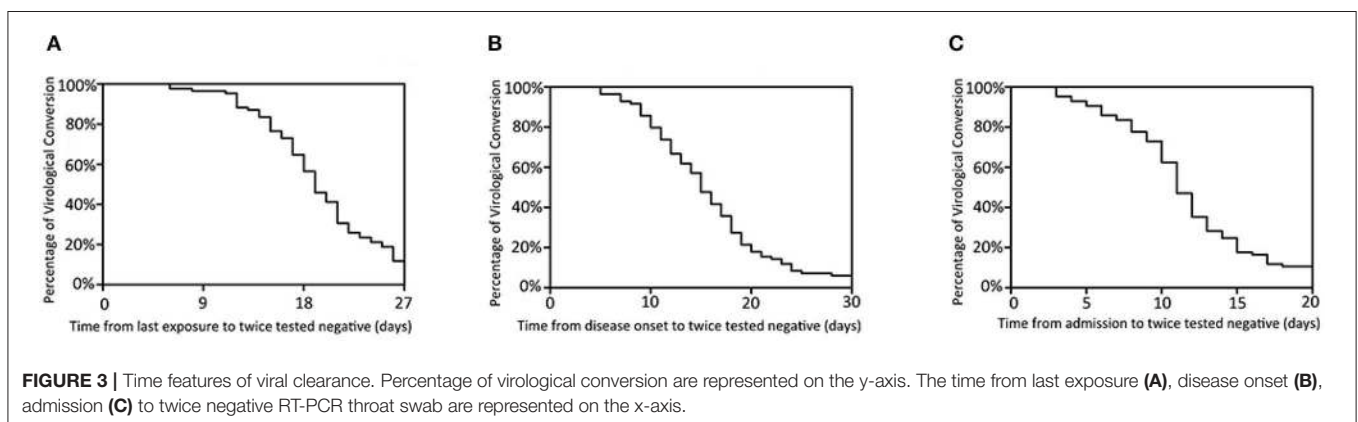 A
Percentage of Virological Conversion
100%
80%
60%
40%
20%
0%
0 9 18 27
Time from last exposure to twice tested negative (days)
B
Percentage of Virological Conversion
100%
80%
60%
40%
20%
0%
0 10 20 30
Time from disease onset to twice tested negative (days)
C
Percentage of Virological Conversion
100%
80%
60%
40%
20%
0%
0 5 10 15 20
Time from admission to twice tested negative (days)
FIGURE 3 | Time features of viral clearance. Percentage of virological conversion are represented on the y-axis. The time from last exposure (A), disease onset (B),
admission (C) to twice negative RT-PCR throat swab are represented on the x-axis.